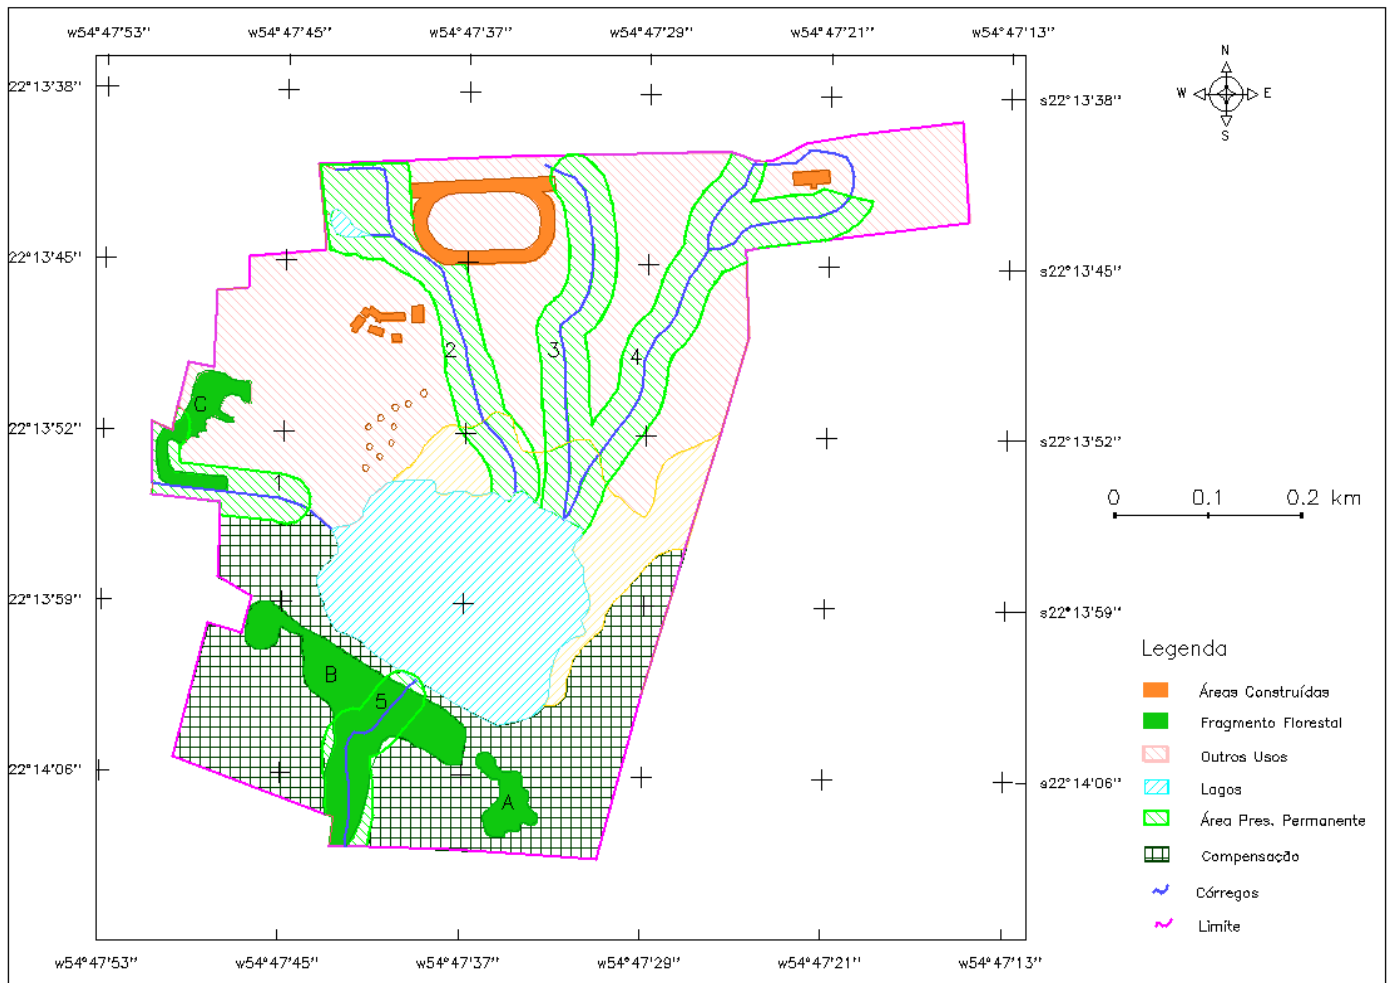 w54°47'53'' w54°47'45'' w54°47'37'' w54°47'29'' w54°47'21'' w54°47'13''
N
W E
S
22°13'38'' s22°13'38''
22°13'45'' s22°13'45''
2 3 4
C
22°13'52'' s22°13'52''
1
0 0.1 0.2 km
22°13'59'' s22°13'59''
Legenda
B
5
Áreas Construídas
Fragmento Florestal
Outros Usos
22°14'06'' s22°14'06''
Lagos
A
Área Pres. Permanente
Compensação
Córregos
Limite
w54°47'53'' w54°47'45'' w54°47'37'' w54°47'29'' w54°47'21'' w54°47'13''